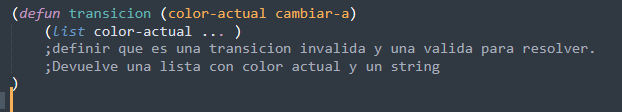 (defun transicion (color-actual cambiar-a)
    (list color-actual ... )
    ;definir que es una transicion invalida y una valida para resolver.
    ;Devuelve una lista con color actual y un string
)